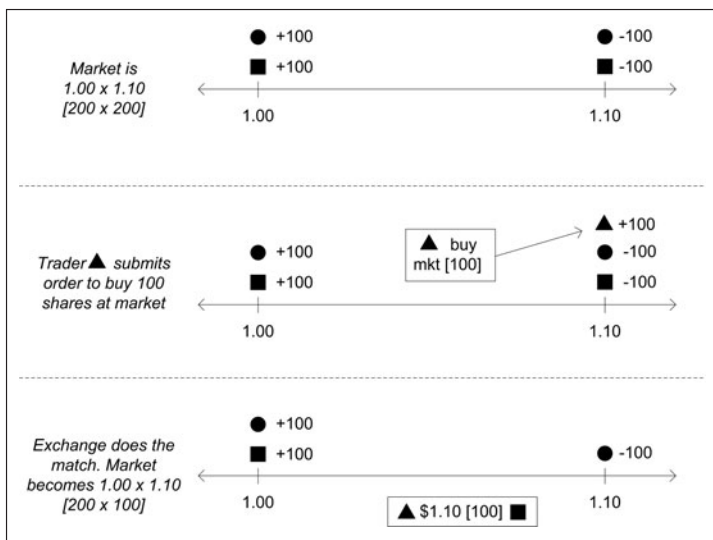 +100
-100
Market is
1.00 x 1.10
[200 x 200]
+100
-100
1.00
1.10
+100
Trader ▲ submits
order to buy 100
shares at market
▲ buy
mkt [100]
+100
-100
+100
-100
1.00
1.10
+100
Exchange does the
match. Market
becomes 1.00 x 1.10
[200 x 100]
+100
-100
1.00
1.10
▲ $1.10 [100] ■